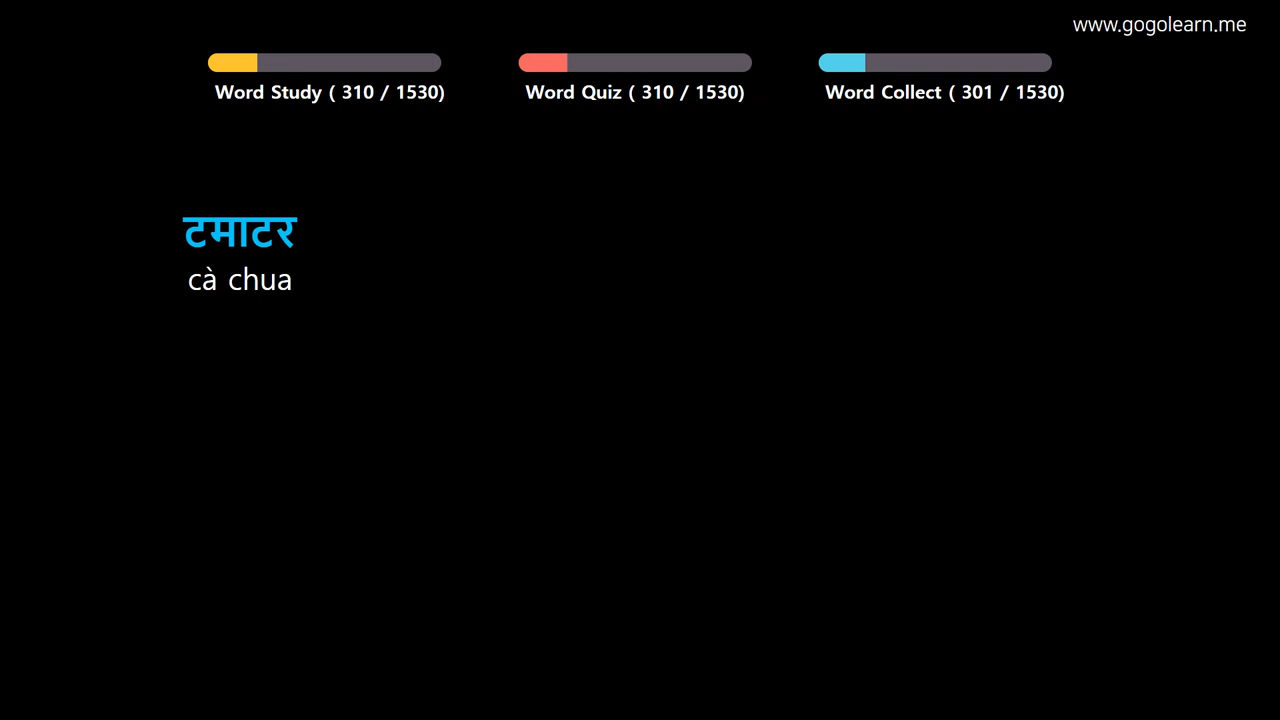 www.gogolearn.me
Word Study ( 310 / 1530)
Word Quiz ( 310 / 1530)
Word Collect ( 301 / 1530)
टमाटर
cà chua